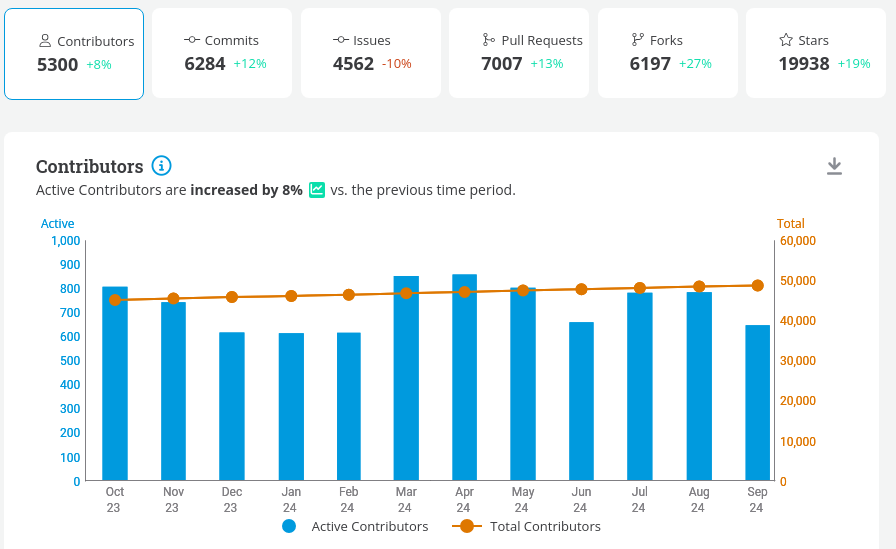 Contributors
5300 +8%
Commits
6284 +12%
Issues
4562 -10%
Pull Requests
7007 +13%
Forks
6197 +27%
Stars
19938 +19%
Contributors
Active Contributors are increased by 8% vs. the previous time period.
Active Total
1,000 60,000
900
800 50,000
700
600 40,000
500 30,000
400
300 20,000
200
100 10,000
0 0
Oct 23
Nov 23
Dec 23
Jan 24
Feb 24
Mar 24
Apr 24
May 24
Jun 24
Jul 24
Aug 24
Sep 24
Active Contributors Total Contributors